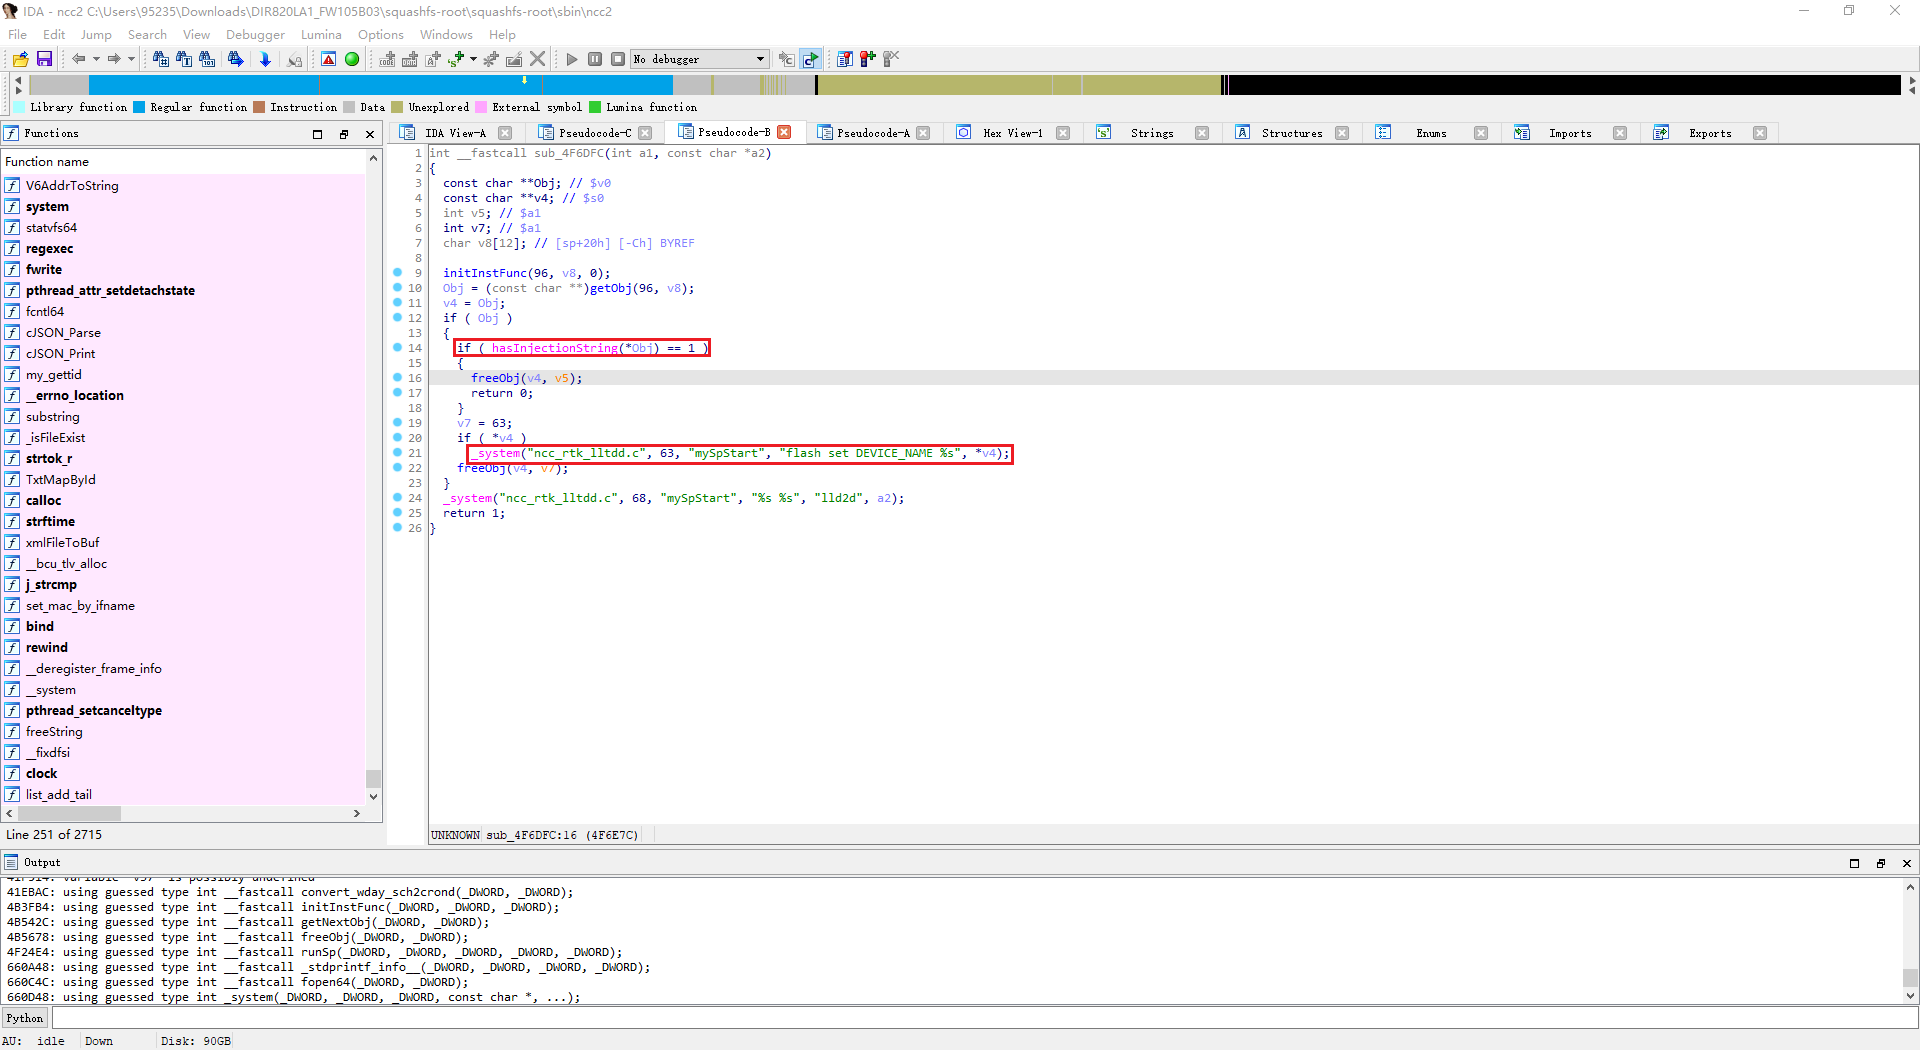 IDA - ncc2 C:\Users\95235\Downloads\DIR820LA1_FW105B03\squashfs-root\squashfs-root\sbin\ncc2
File Edit Jump Search View Debugger Lumina Options Windows Help
No debugger
Library function Regular function Instruction Data Unexplored External symbol Lumina function
Functions
Function name
V6AddrToString
system
statvfs64
regexec
fwrite
pthread_attr_setdetachstate
fcntl64
cJSON_Parse
cJSON_Print
my_gettid
__errno_location
substring
_isFileExist
strtok_r
TxtMapById
calloc
strftime
xmlFileToBuf
__bcu_tlv_alloc
j_strcmp
set_mac_by_ifname
bind
rewind
__deregister_frame_info
__system
pthread_setcanceltype
freeString
__fixdfsi
clock
list_add_tail
Line 251 of 2715
IDA View-A Pseudocode-C Pseudocode-B Pseudocode-A Hex View-1 Strings Structures Enums Imports Exports
1 int __fastcall sub_4F6DFC(int a1, const char *a2)
2 {
3 const char **Obj; // $v0
4 const char **v4; // $s0
5 int v5; // $a1
6 int v7; // $a1
7 char v8[12]; // [sp+20h] [-Ch] BYREF
8
9 initInstFunc(96, v8, 0);
10 Obj = (const char **)getObj(96, v8);
11 v4 = Obj;
12 if ( Obj )
13 {
14 if ( hasInjectionString(*Obj) == 1 )
15 {
16 freeObj(v4, v5);
17 return 0;
18 }
19 v7 = 63;
20 if ( *v4 )
21 _system("ncc_rtk_lltdd.c", 63, "mySpStart", "flash set DEVICE_NAME %s", *v4);
22 freeObj(v4, v7);
23 }
24 _system("ncc_rtk_lltdd.c", 68, "mySpStart", "%s %s", "lld2d", a2);
25 return 1;
26 }
UNKNOWN sub_4F6DFC:16 (4F6E7C)
Output
41F914: variable 'v37' is possibly undefined
41EBAC: using guessed type int __fastcall convert_wday_sch2crond(_DWORD, _DWORD);
4B3FB4: using guessed type int __fastcall initInstFunc(_DWORD, _DWORD, _DWORD);
4B542C: using guessed type int __fastcall getNextObj(_DWORD, _DWORD);
4B5678: using guessed type int __fastcall freeObj(_DWORD, _DWORD);
4F24E4: using guessed type int __fastcall runSp(_DWORD, _DWORD, _DWORD, _DWORD, _DWORD);
660A48: using guessed type int __fastcall _stdprintf_info__(_DWORD, _DWORD, _DWORD, _DWORD);
660C4C: using guessed type int __fastcall fopen64(_DWORD, _DWORD);
660D48: using guessed type int _system(_DWORD, _DWORD, _DWORD, const char *, ...);
Python
AU: idle Down Disk: 90GB